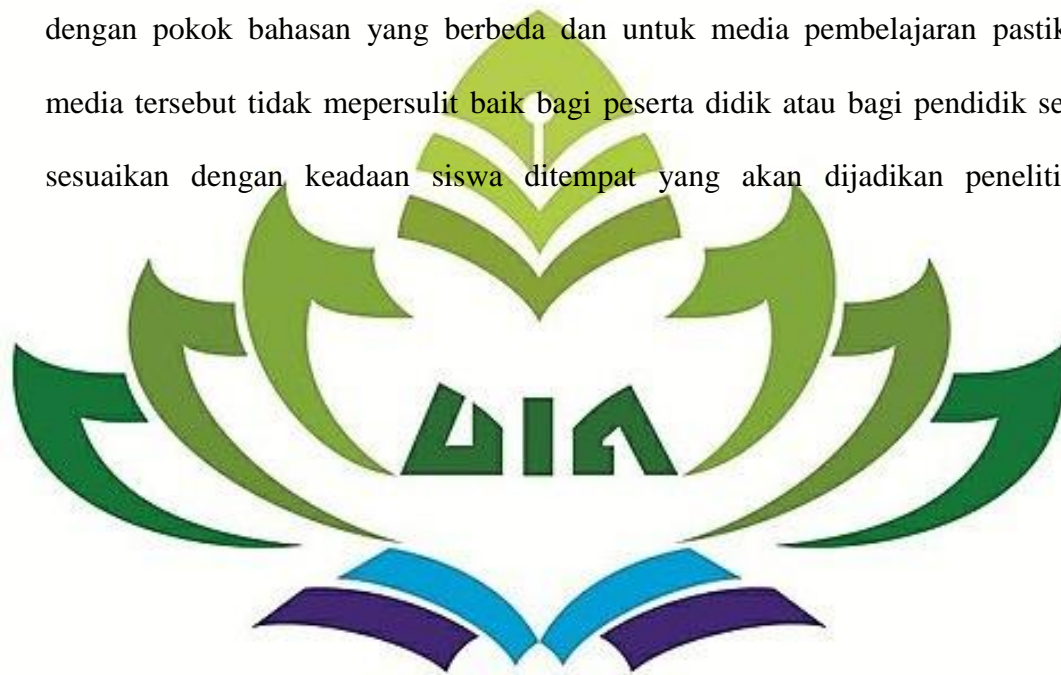 dengan pokok bahasan yang berbeda dan untuk media pembelajaran pastik
media tersebut tidak mepersulit baik bagi peserta didik atau bagi pendidik se
sesuaikan dengan keadaan siswa ditempat yang akan dijadikan peneliti
UIN